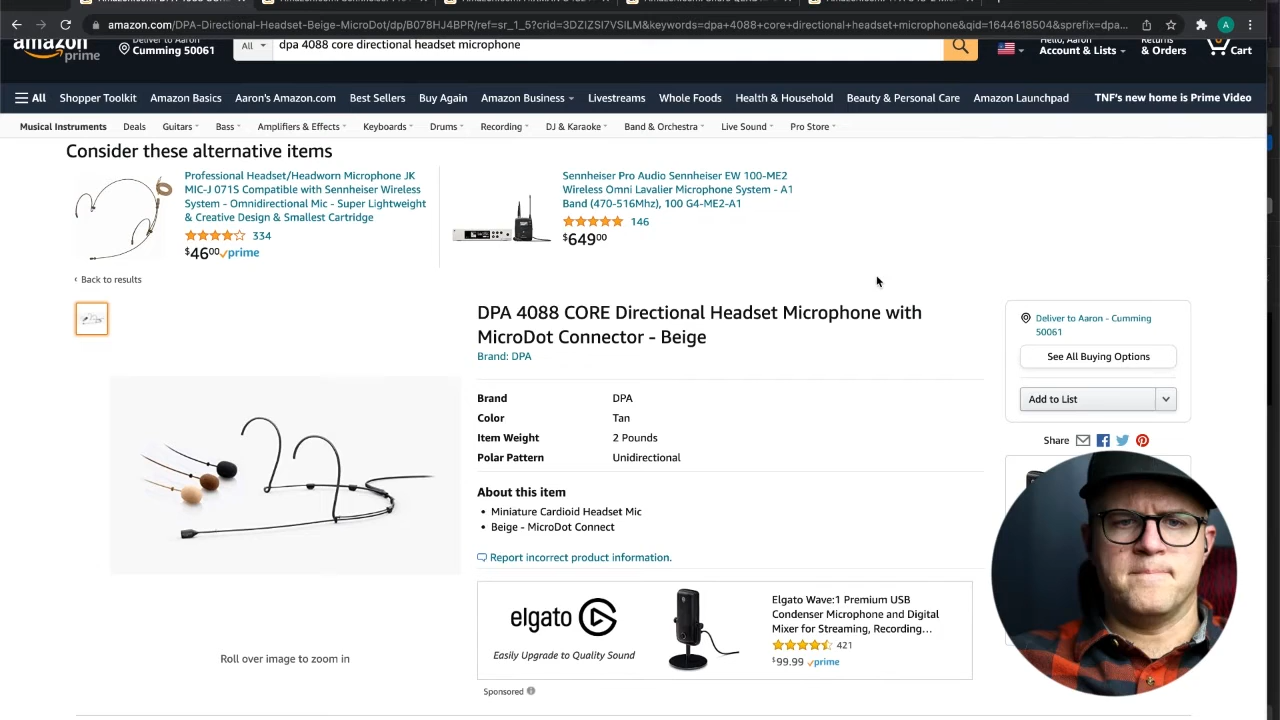 amazon.com/DPA-Directional-Headset-Beige-MicroDot/dp/B078HJ4BPR/ref=sr_1_5?crid=3DZIZSI7VSILM&keywords=dpa+4088+core+directional+headset+microphone&qid=1644618504&sprefix=dpa...
A
amazon
prime
Deliver to Aaron
Cumming 50061
All
dpa 4088 core directional headset microphone
Hello, Aaron
Account & Lists
Returns
& Orders
Cart
All
Shopper Toolkit
Amazon Basics
Aaron's Amazon.com
Best Sellers
Buy Again
Amazon Business
Livestreams
Whole Foods
Health & Household
Beauty & Personal Care
Amazon Launchpad
TNF's new home is Prime Video
Musical Instruments
Deals
Guitars
Bass
Amplifiers & Effects
Keyboards
Drums
Recording
DJ & Karaoke
Band & Orchestra
Live Sound
Pro Store
Consider these alternative items
Professional Headset/Headworn Microphone JK
MIC-J 071S Compatible with Sennheiser Wireless
System - Omnidirectional Mic - Super Lightweight
& Creative Design & Smallest Cartridge
334
$4600 prime
Sennheiser Pro Audio Sennheiser EW 100-ME2
Wireless Omni Lavalier Microphone System - A1
Band (470-516Mhz), 100 G4-ME2-A1
146
$64900
‹ Back to results
DPA 4088 CORE Directional Headset Microphone with
MicroDot Connector - Beige
Brand: DPA
Brand DPA
Color Tan
Item Weight 2 Pounds
Polar Pattern Unidirectional
About this item
• Miniature Cardioid Headset Mic
• Beige - MicroDot Connect
Report incorrect product information.
elgato
Easily Upgrade to Quality Sound
Elgato Wave:1 Premium USB
Condenser Microphone and Digital
Mixer for Streaming, Recording...
421
$99.99 prime
Sponsored
Roll over image to zoom in
Deliver to Aaron - Cumming
50061
See All Buying Options
Add to List
Share